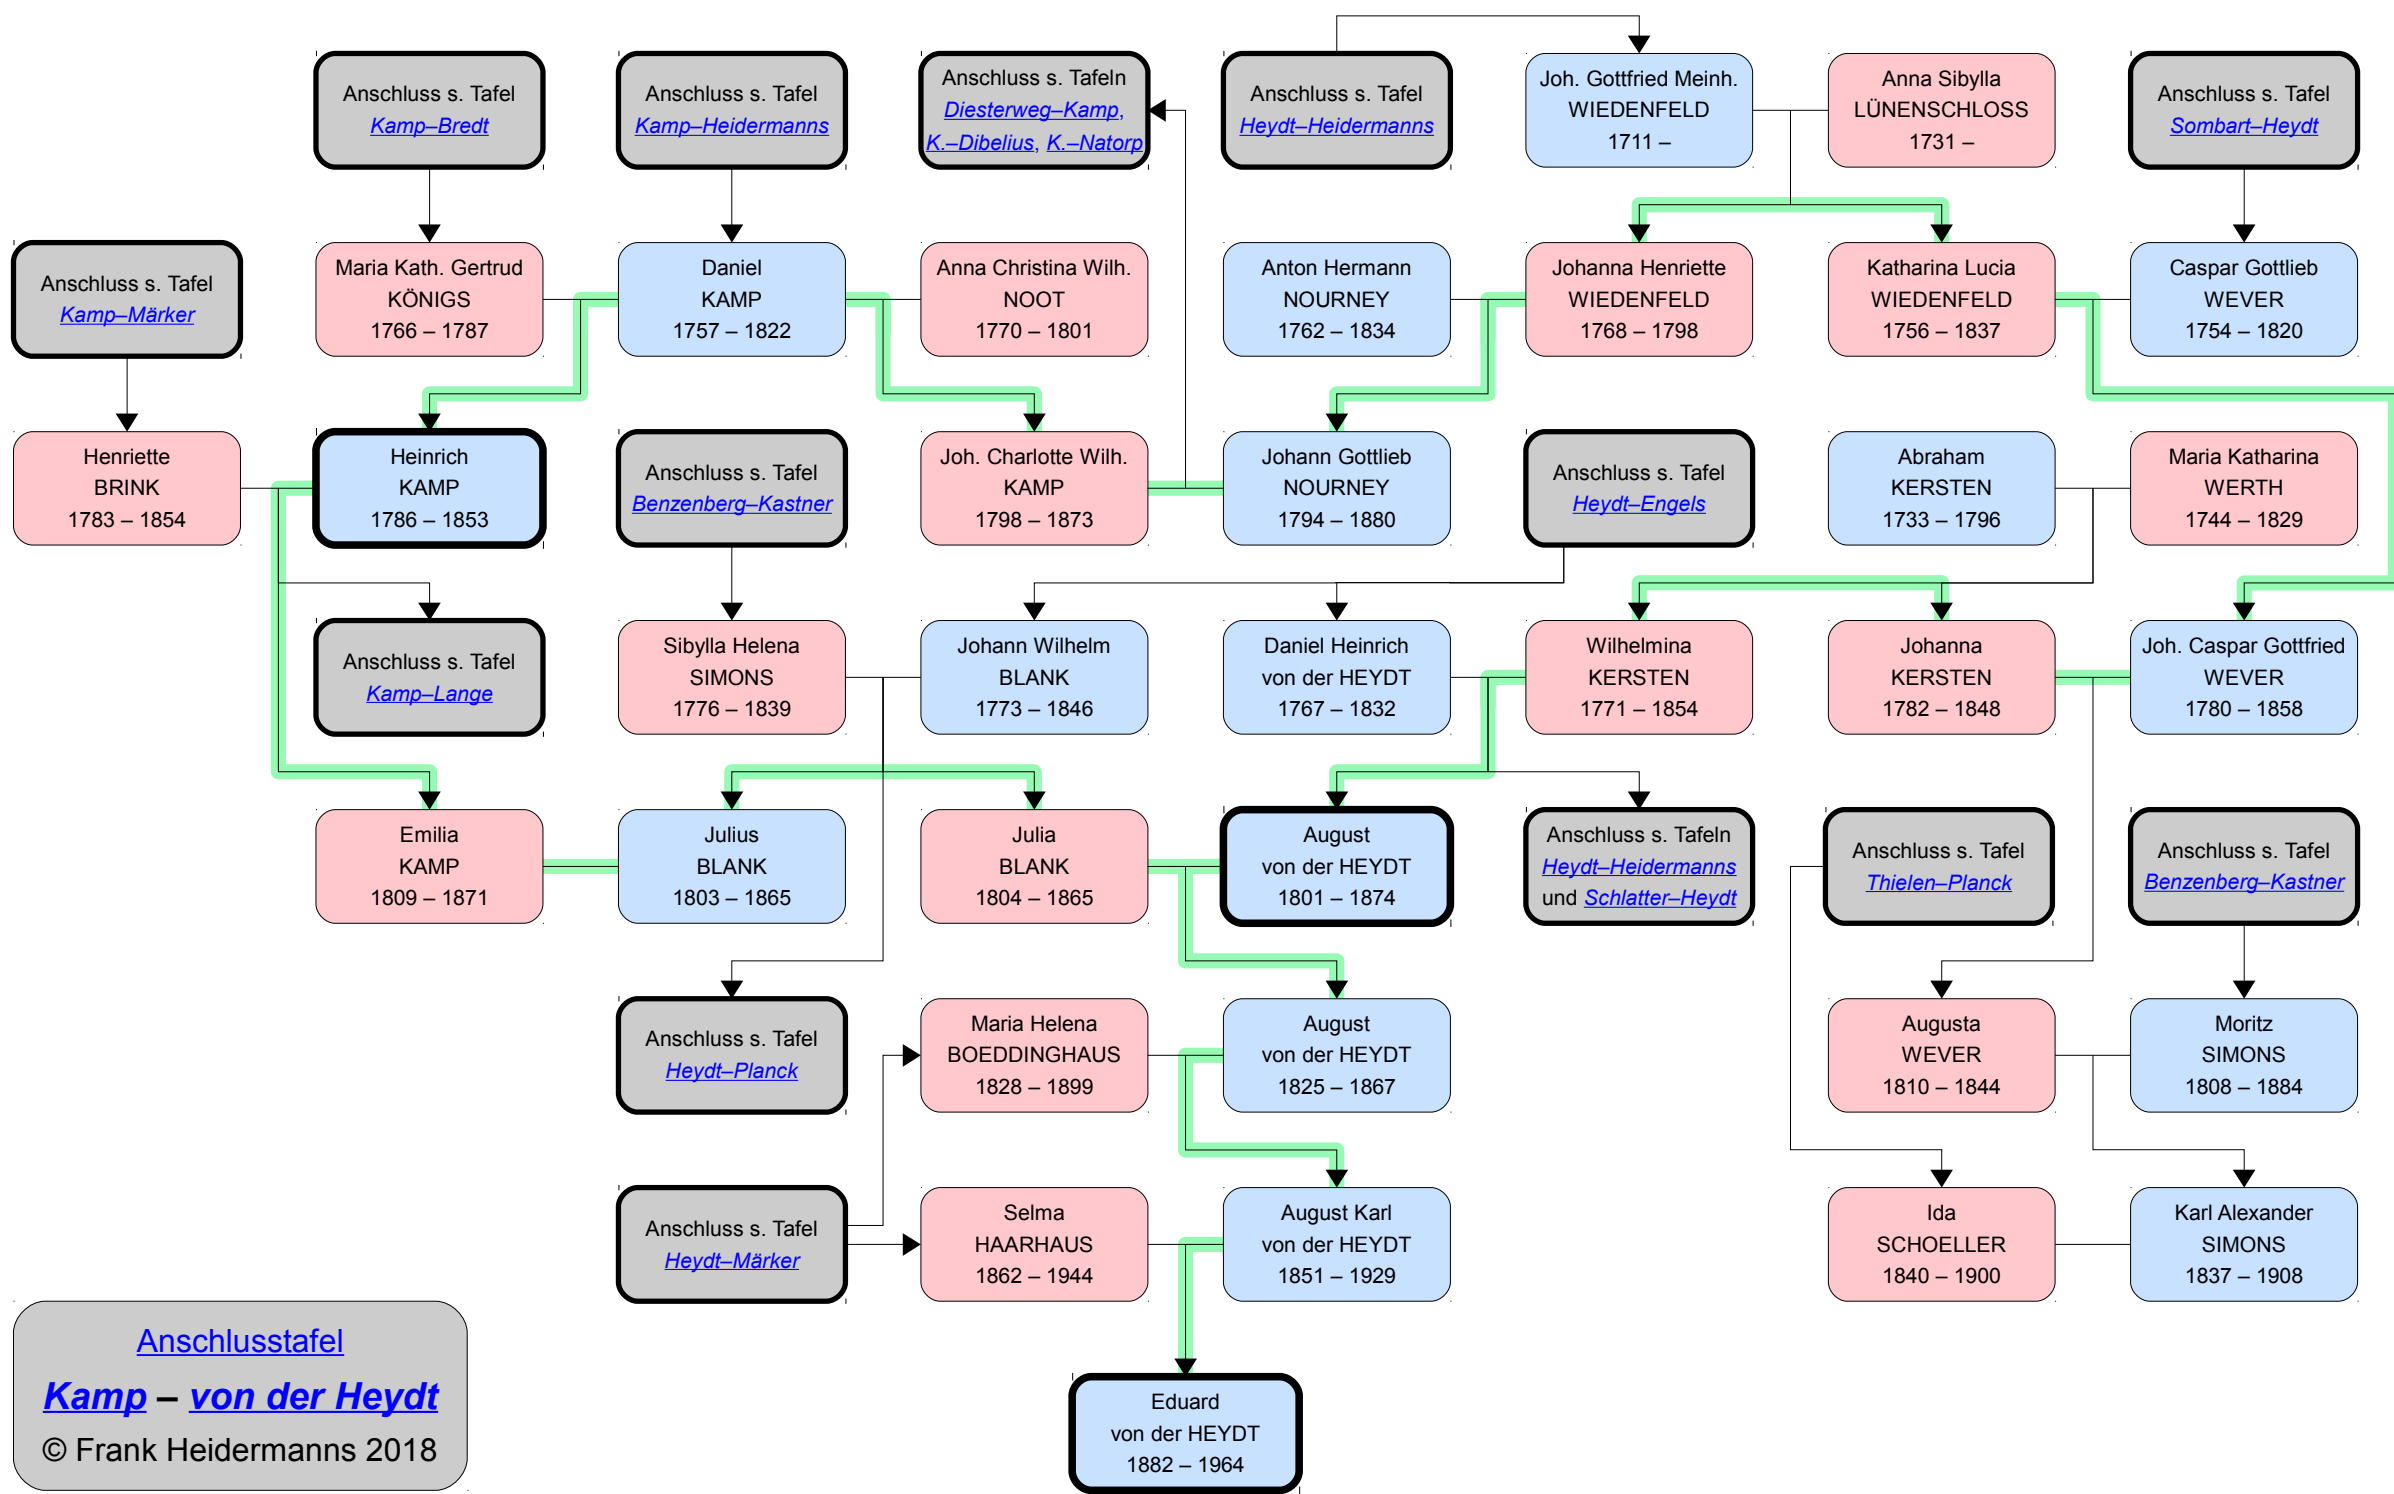 Anschluss s. Tafel
Kamp–Bredt
Anschluss s. Tafel
Kamp–Heidermanns
Anschluss s. Tafeln
Diesterweg–Kamp,
K.–Dibelius, K.–Natorp
Anschluss s. Tafel
Heydt–Heidermanns
Joh. Gottfried Meinh.
WIEDENFELD
1711 –
Anna Sibylla
LÜNENSCHLOSS
1731 –
Anschluss s. Tafel
Sombart–Heydt
Anschluss s. Tafel
Kamp–Märker
Maria Kath. Gertrud
KÖNIGS
1766 – 1787
Daniel
KAMP
1757 – 1822
Anna Christina Wilh.
NOOT
1770 – 1801
Anton Hermann
NOURNEY
1762 – 1834
Johanna Henriette
WIEDENFELD
1768 – 1798
Katharina Lucia
WIEDENFELD
1756 – 1837
Caspar Gottlieb
WEVER
1754 – 1820
Henriette
BRINK
1783 – 1854
Heinrich
KAMP
1786 – 1853
Anschluss s. Tafel
Benzenberg–Kastner
Joh. Charlotte Wilh.
KAMP
1798 – 1873
Johann Gottlieb
NOURNEY
1794 – 1880
Anschluss s. Tafel
Heydt–Engels
Abraham
KERSTEN
1733 – 1796
Maria Katharina
WERTH
1744 – 1829
Anschluss s. Tafel
Kamp–Lange
Sibylla Helena
SIMONS
1776 – 1839
Johann Wilhelm
BLANK
1773 – 1846
Daniel Heinrich
von der HEYDT
1767 – 1832
Wilhelmina
KERSTEN
1771 – 1854
Johanna
KERSTEN
1782 – 1848
Joh. Caspar Gottfried
WEVER
1780 – 1858
Emilia
KAMP
1809 – 1871
Julius
BLANK
1803 – 1865
Julia
BLANK
1804 – 1865
August
von der HEYDT
1801 – 1874
Anschluss s. Tafeln
Heydt–Heidermanns
und Schlatter–Heydt
Anschluss s. Tafel
Thielen–Planck
Anschluss s. Tafel
Benzenberg–Kastner
Anschluss s. Tafel
Heydt–Planck
Maria Helena
BOEDDINGHAUS
1828 – 1899
August
von der HEYDT
1825 – 1867
Augusta
WEVER
1810 – 1844
Moritz
SIMONS
1808 – 1884
Anschluss s. Tafel
Heydt–Märker
Selma
HAARHAUS
1862 – 1944
August Karl
von der HEYDT
1851 – 1929
Ida
SCHOELLER
1840 – 1900
Karl Alexander
SIMONS
1837 – 1908
Anschlusstafel
Kamp – von der Heydt
© Frank Heidermanns 2018
Eduard
von der HEYDT
1882 – 1964